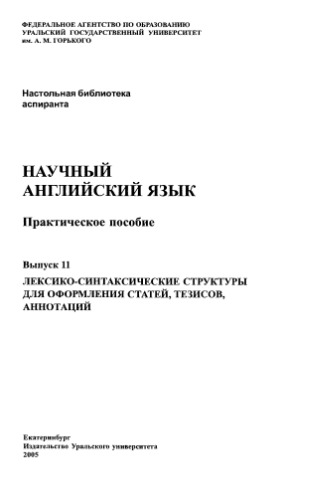 ФЕДЕРАЛЬНОЕ АГЕНТСТВО ПО ОБРАЗОВАНИЮ
УРАЛЬСКИЙ ГОСУДАРСТВЕННЫЙ УНИВЕРСИТЕТ
им. А. М. ГОРЬКОГО
Настольная библиотека
аспиранта
НАУЧНЫЙ
АНГЛИЙСКИЙ ЯЗЫК
Практическое пособие
Выпуск 11
ЛЕКСИКО-СИНТАКСИЧЕСКИЕ СТРУКТУРЫ
ДЛЯ ОФОРМЛЕНИЯ СТАТЕЙ, ТЕЗИСОВ,
АННОТАЦИЙ
Екатеринбург
Издательство Уральского университета
2005